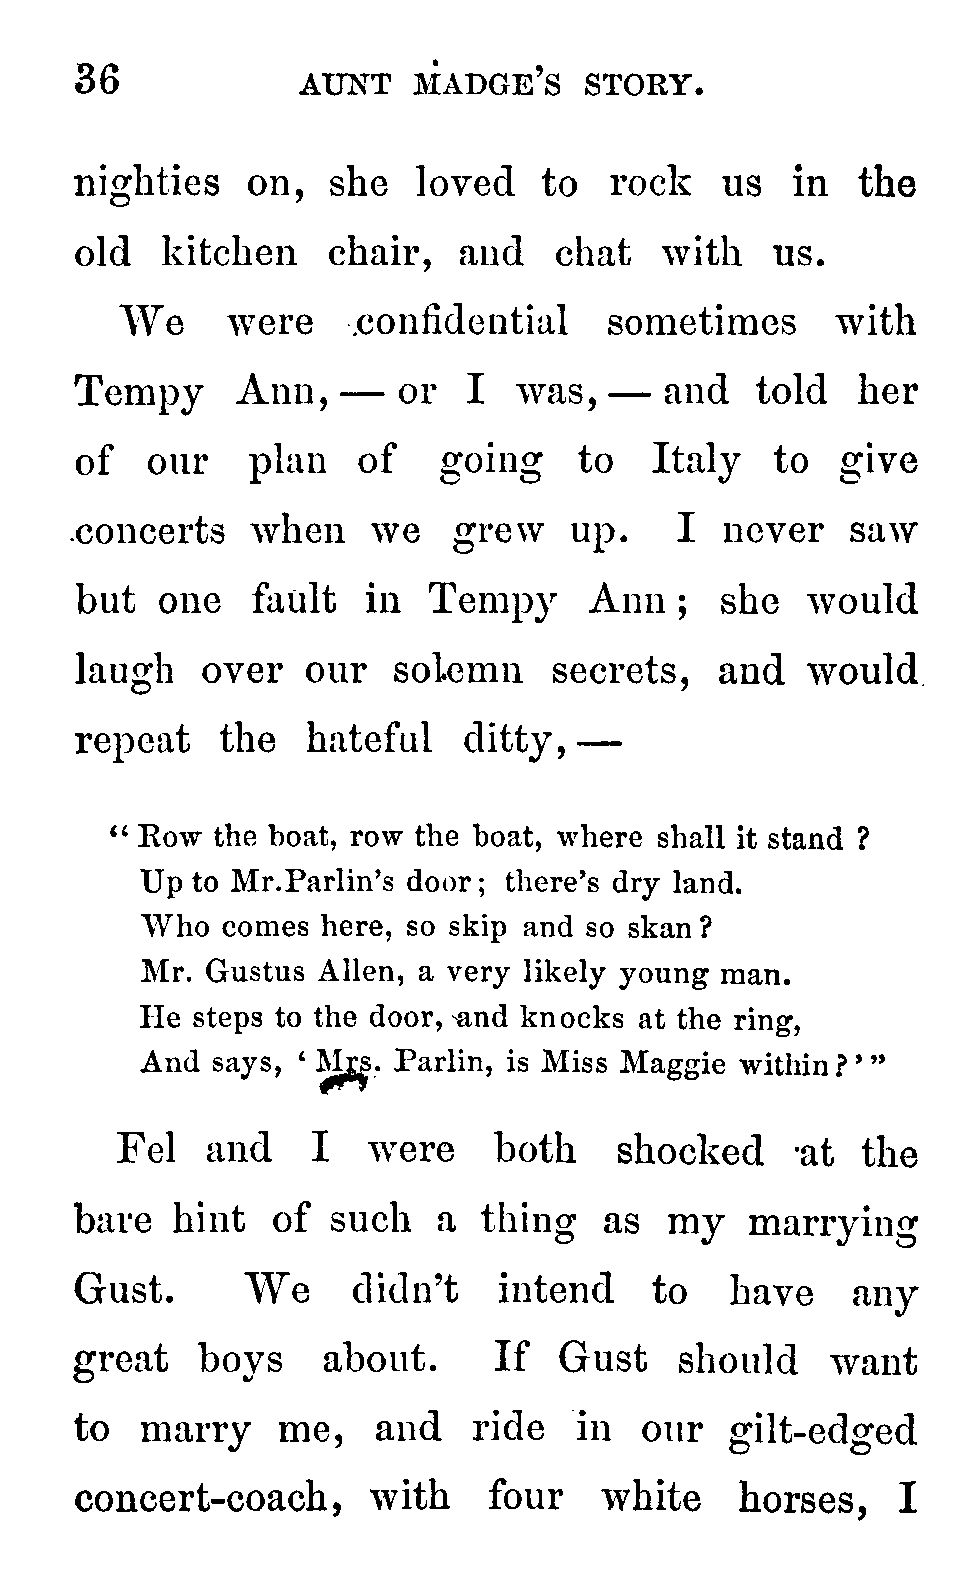 36 AUNT MADGE'S STORY.
nighties on, she loved to rock us in the
old kitchen chair, and chat with us.
We were confidential sometimes with
Tempy Ann, — or I was, — and told her
of our plan of going to Italy to give
concerts when we grew up. I never saw
but one fault in Tempy Ann; she would
laugh over our solemn secrets, and would
repeat the hateful ditty, —
"Row the boat, row the boat, where shall it stand?
Up to Mr. Parlin's door; there's dry land.
Who comes here, so skip and so skan?
Mr. Gustus Allen, a very likely young man.
He steps to the door, and knocks at the ring,
And says, 'Mrs. Parlin, is Miss Maggie within?'"
Fel and I were both shocked at the
bare hint of such a thing as my marrying
Gust. We didn't intend to have any
great boys about. If Gust should want
to marry me, and ride in our gilt-edged
concert-coach, with four white horses, I